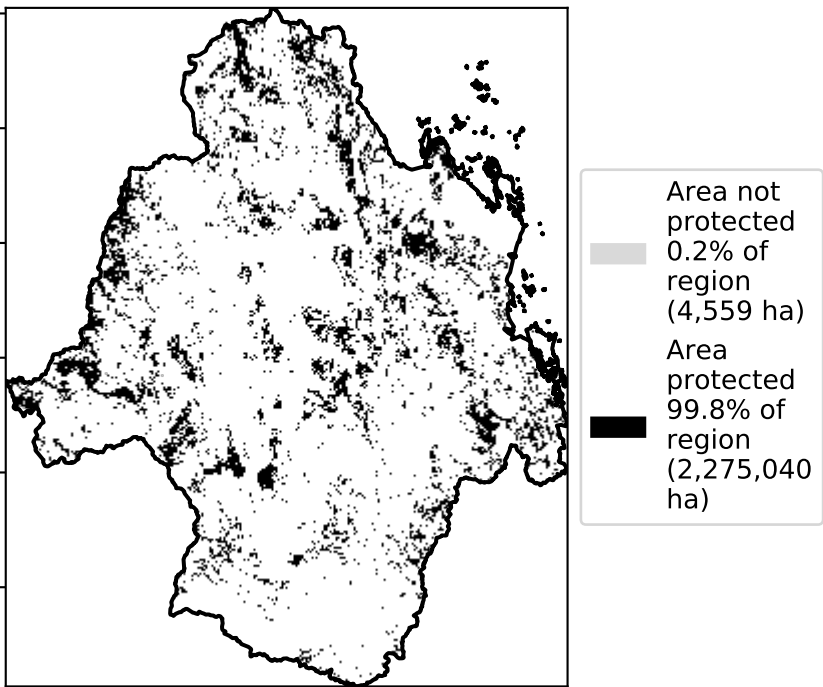 Area not
protected
0.2% of
region
(4,559 ha)
Area
protected
99.8% of
region
(2,275,040
ha)